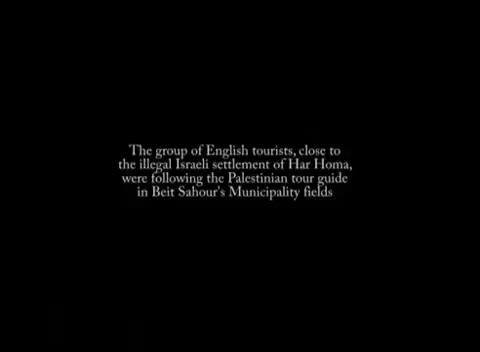 The group of English tourists, close to
the illegal Israeli settlement of Har Homa,
were following the Palestinian tour guide
in Beit Sahour's Municipality fields